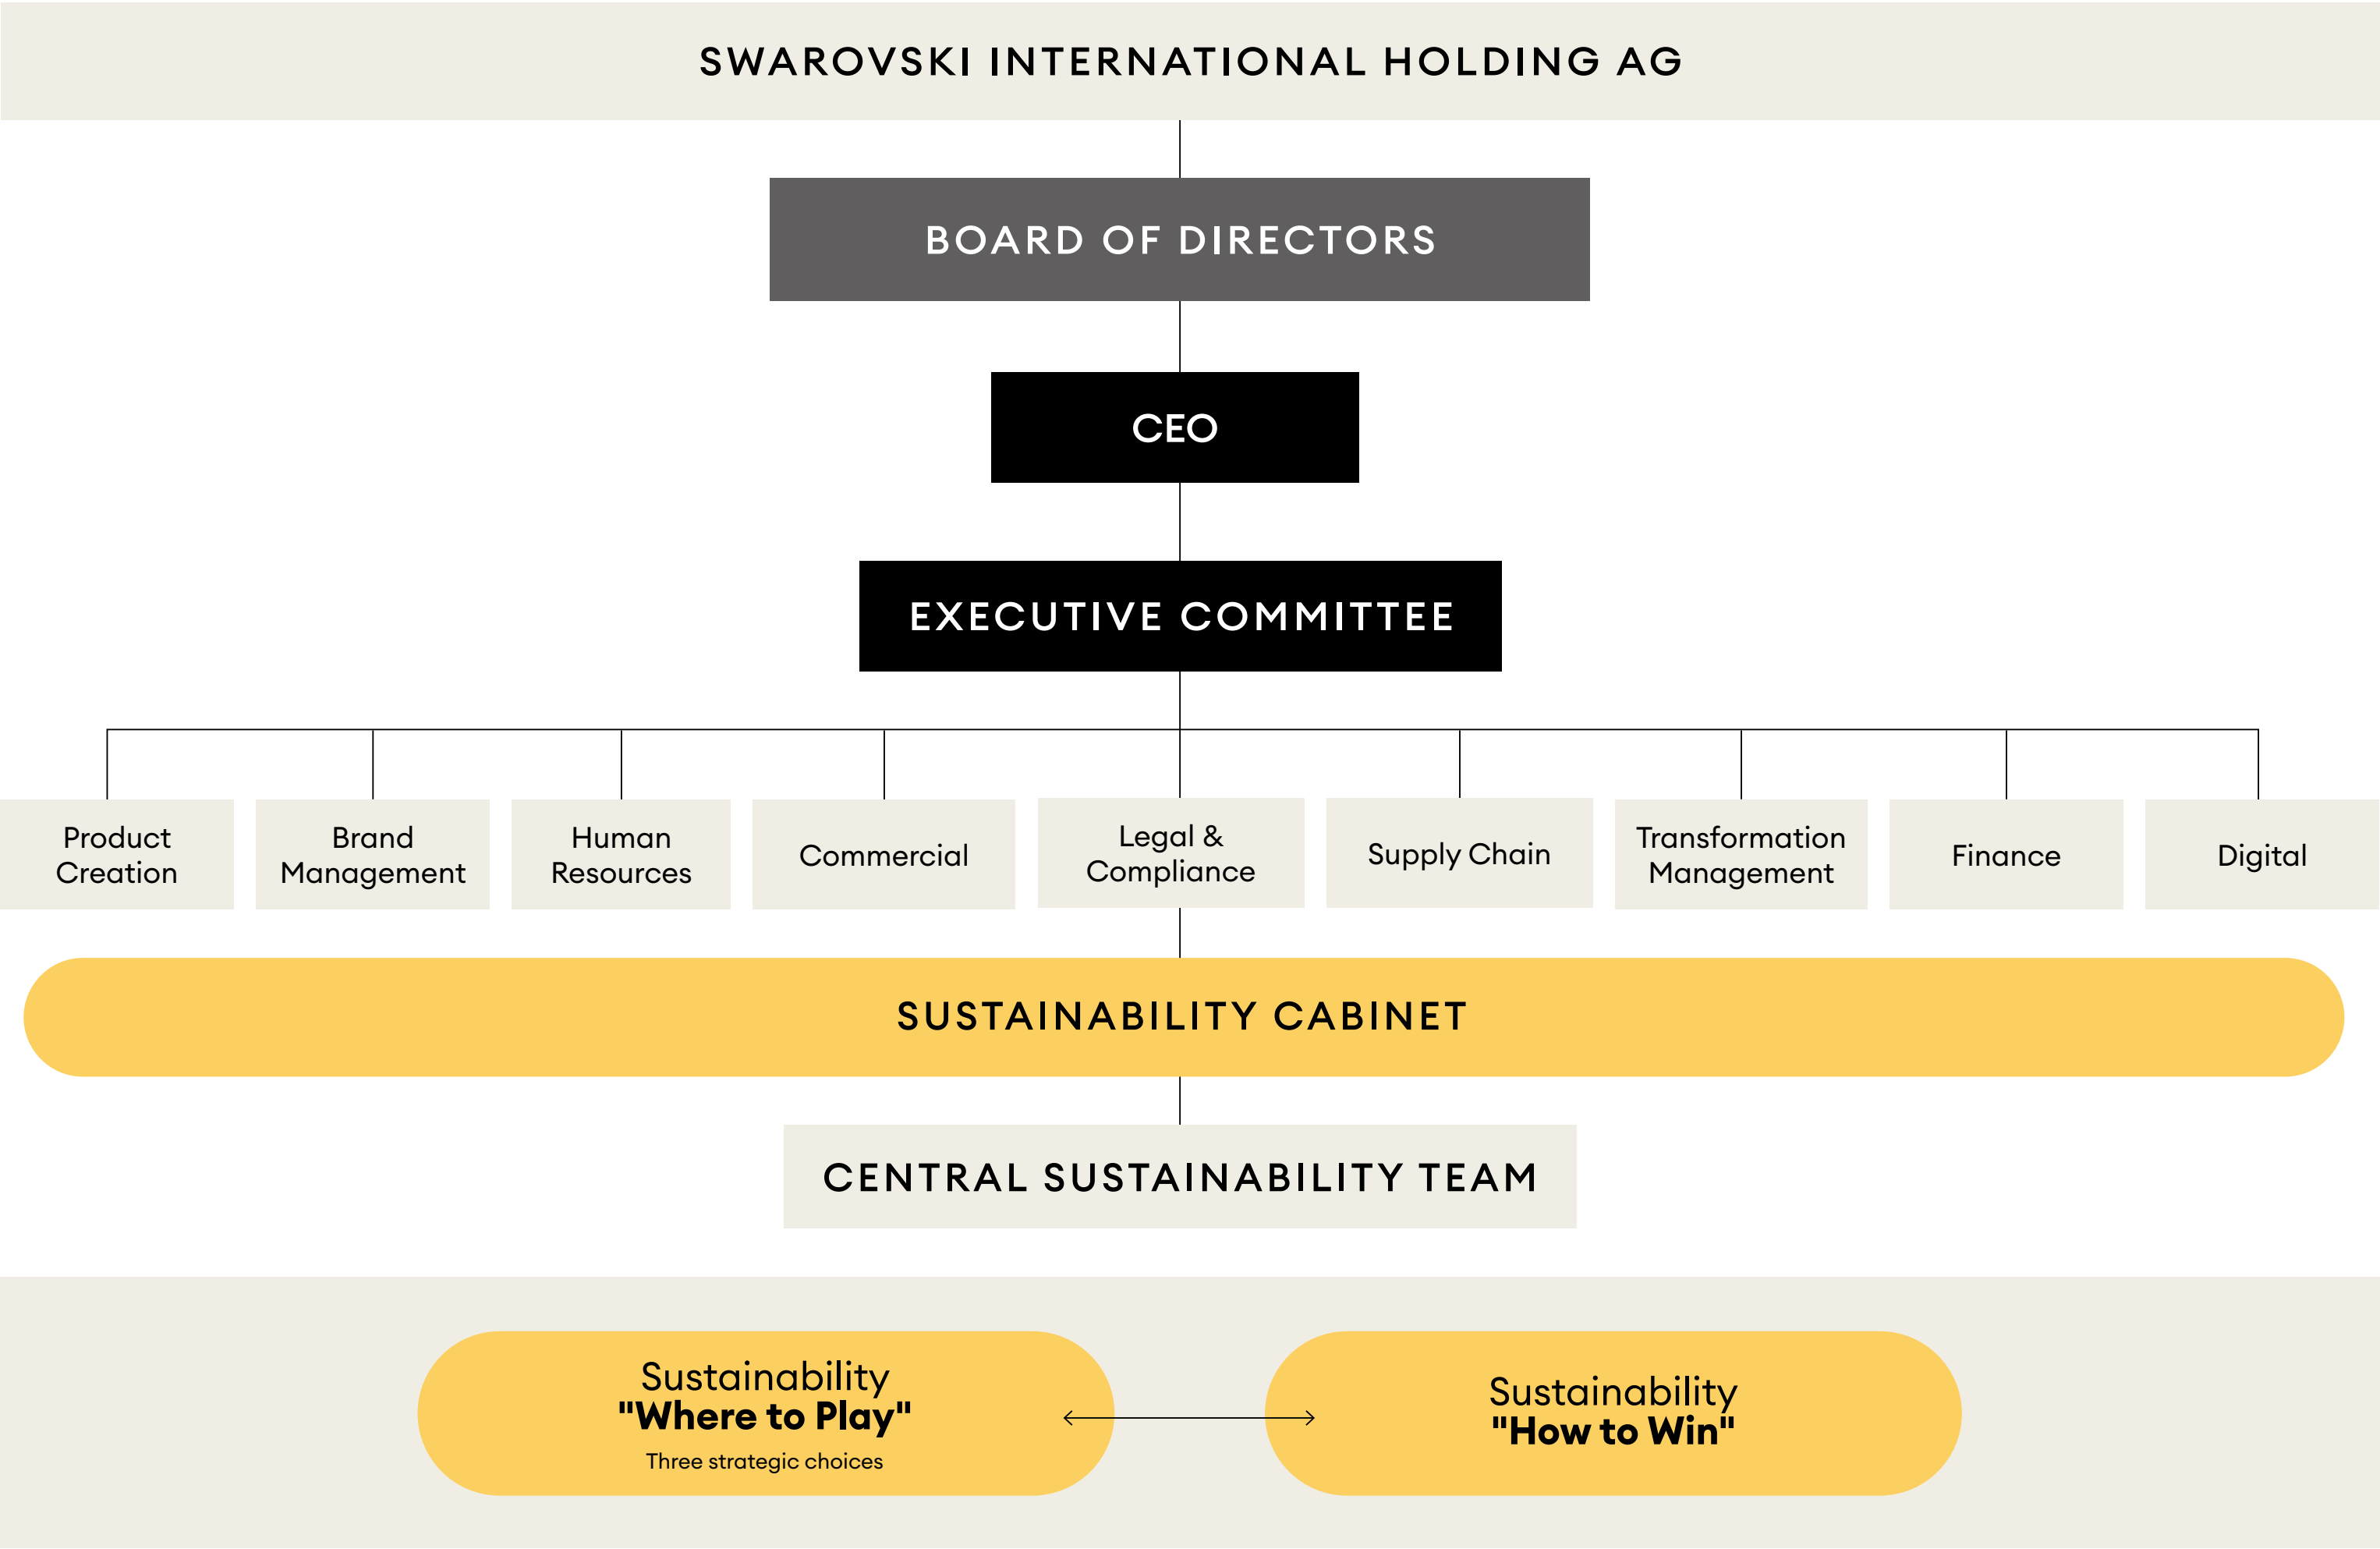 SWAROVSKI INTERNATIONAL HOLDING AG
BOARD OF DIRECTORS
CEO
EXECUTIVE COMMITTEE
Product
Creation
Brand
Management
Human
Resources
Commercial
Legal &
Compliance
Supply Chain
Transformation
Management
Finance
Digital
SUSTAINABILITY CABINET
CENTRAL SUSTAINABILITY TEAM
Sustainability
"Where to Play"
Three strategic choices
Sustainability
"How to Win"